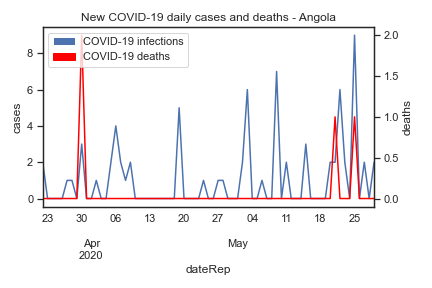 New COVID-19 daily cases and deaths - Angola
COVID-19 infections
COVID-19 deaths
cases
8
6
4
2
0
deaths
2.0
1.5
1.0
0.5
0.0
23 30 06 13 20 27 04 11 18 25
Apr May
2020
dateRep